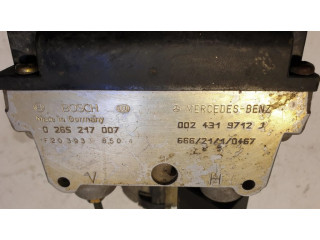 BOSCH
Made in Germany
0 265 217 007
MERCEDES-BENZ
002 431 9712 J
666/21/1/0467
V H